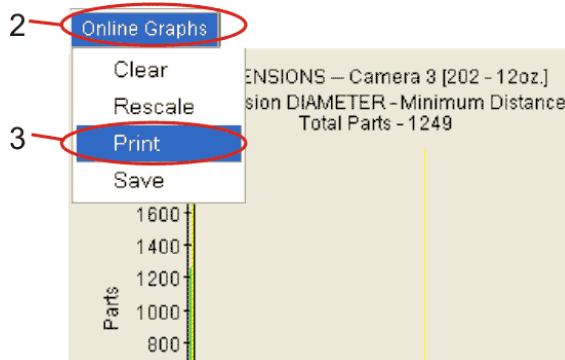 2
Online Graphs
Clear
ENSIONS -- Camera 3 [202 - 12oz.]
Rescale
sion DIAMETER - Minimum Distance
Total Parts - 1249
3
Print
Save
1600
1400
1200
1000
800
Parts